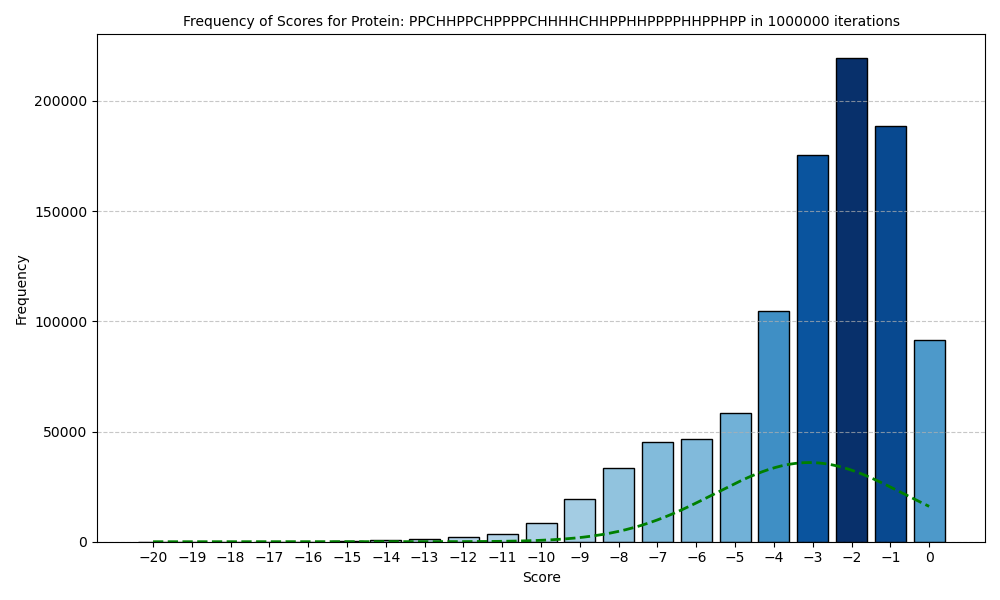 Frequency of Scores for Protein: PPCHHPPCHPPPPCHHHHCHHPPHHPPPPHHPPHPP in 1000000 iterations
200000
150000
100000
50000
0
Frequency
−20 −19 −18 −17 −16 −15 −14 −13 −12 −11 −10 −9 −8 −7 −6 −5 −4 −3 −2 −1 0
Score